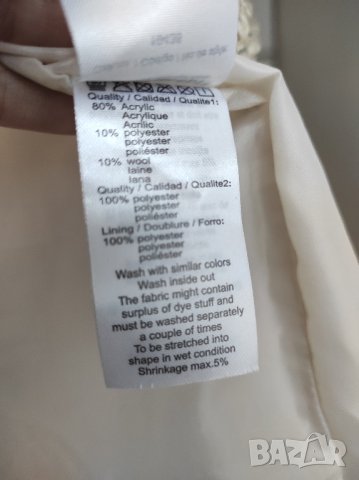 Quality / Calidad / Qualite1:
80% Acrylic
Acrylique
Acrilic
10% polyester
polyester
poliéster
10% wool
laine
lana
Quality / Calidad / Qualite2:
100% polyester
polyester
poliéster
Lining / Doublure / Forro:
100% polyester
polyester
poliéster
Wash with similar colors
Wash inside out
The fabric might contain
surplus of dye stuff and
must be washed separately
a couple of times
To be stretched into
shape in wet condition
Shrinkage max.5%
BAZAR